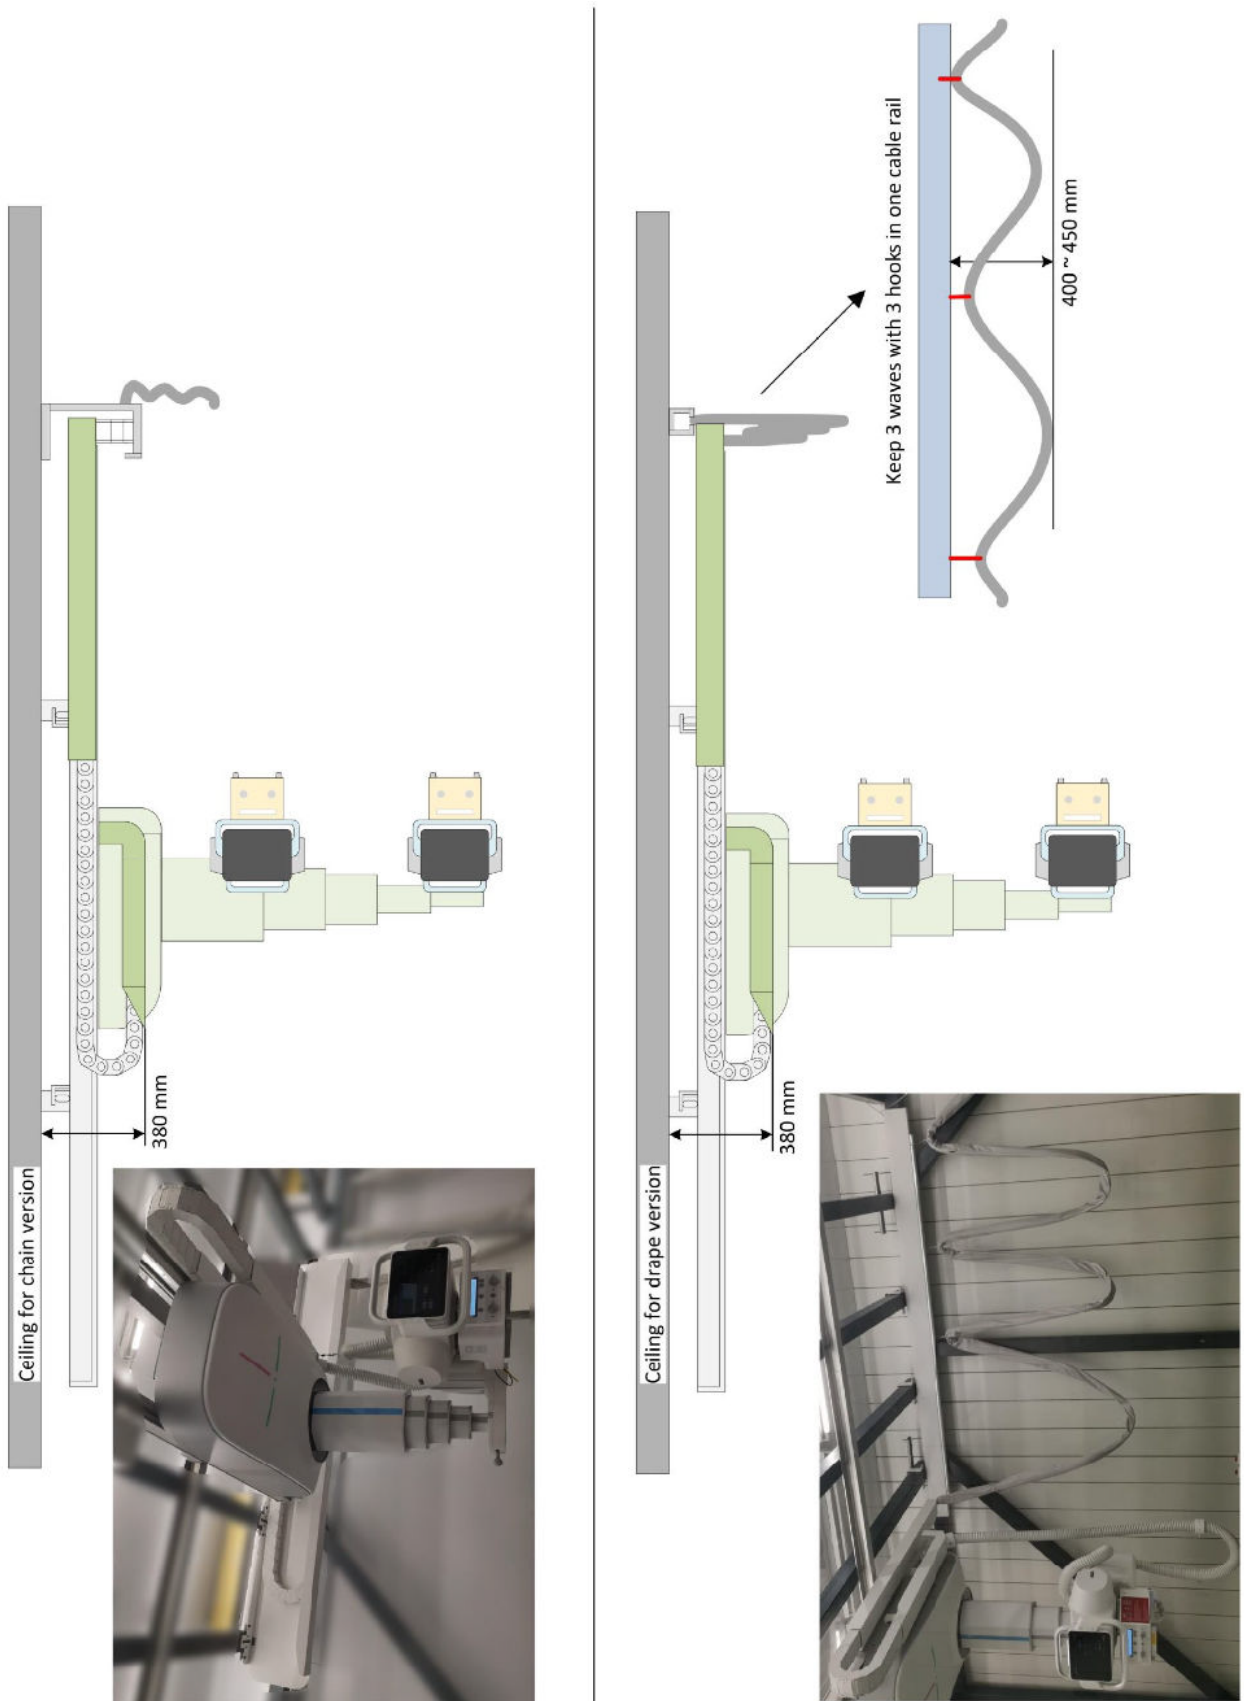 Ceiling for chain version
380 mm
Ceiling for drape version
380 mm
Keep 3 waves with 3 hooks in one cable rail
400 ~ 450 mm